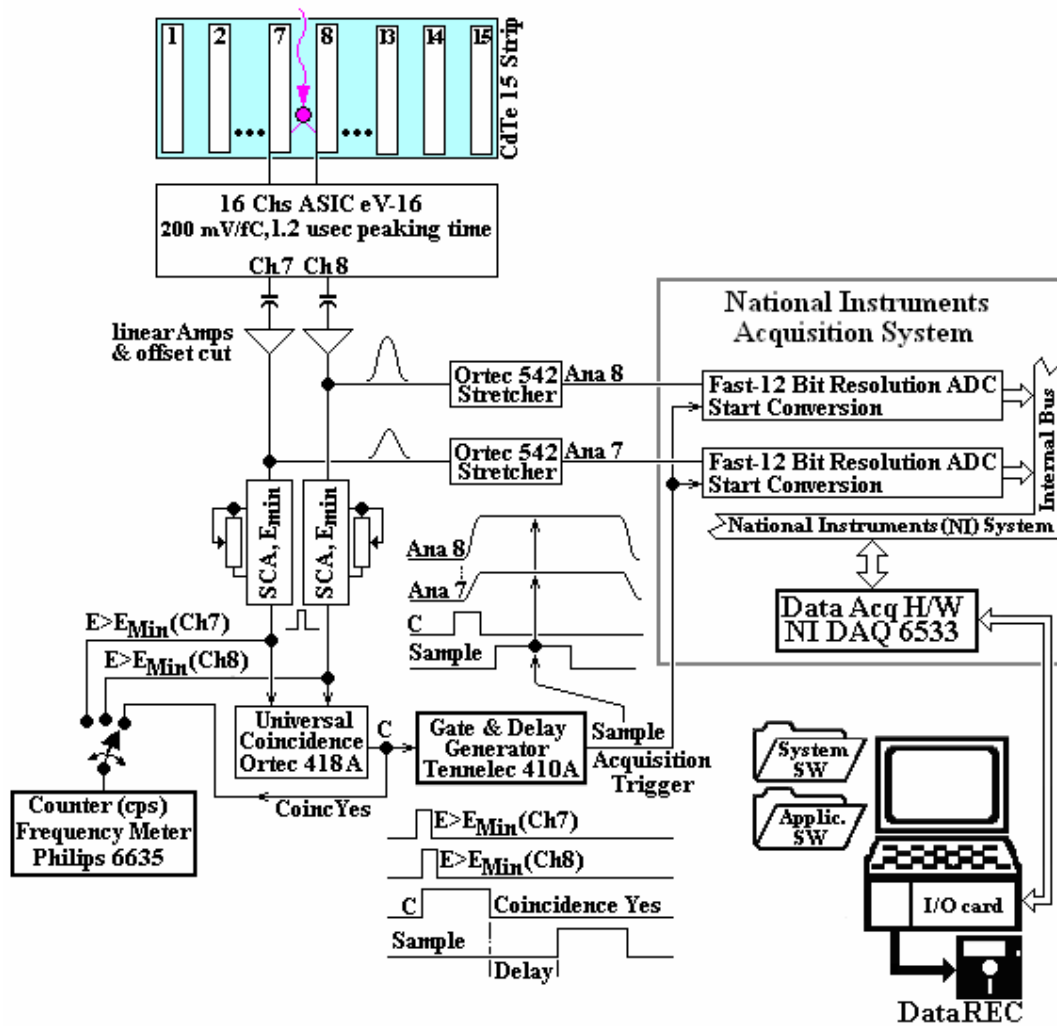 1 2 7 8 13 14 15
CdTe 15 Strip
16 Chs ASIC eV-16
200 mV/fC,1.2 usec peaking time
Ch7 Ch8
linear Amps
& offset cut
National Instruments
Acquisition System
Ortec 542
Stretcher
Ana 8
Fast-12 Bit Resolution ADC
Start Conversion
Ortec 542
Stretcher
Ana 7
Fast-12 Bit Resolution ADC
Start Conversion
Internal Bus
National Instruments(NI) System
SCA, Emin
SCA, Emin
Ana 8
Ana 7
C
Sample
Data Acq H/W
NI DAQ 6533
E>EMin(Ch7)
E>EMin(Ch8)
Universal
Coincidence
Ortec 418A
C
Gate & Delay
Generator
Tennelec 410A
Sample
Acquisition
Trigger
CoincYes
Counter (cps)
Frequency Meter
Philips 6635
System
SW
Applic.
SW
E>EMin(Ch7)
E>EMin(Ch8)
C
Coincidence Yes
Sample
Delay
I/O card
DataREC